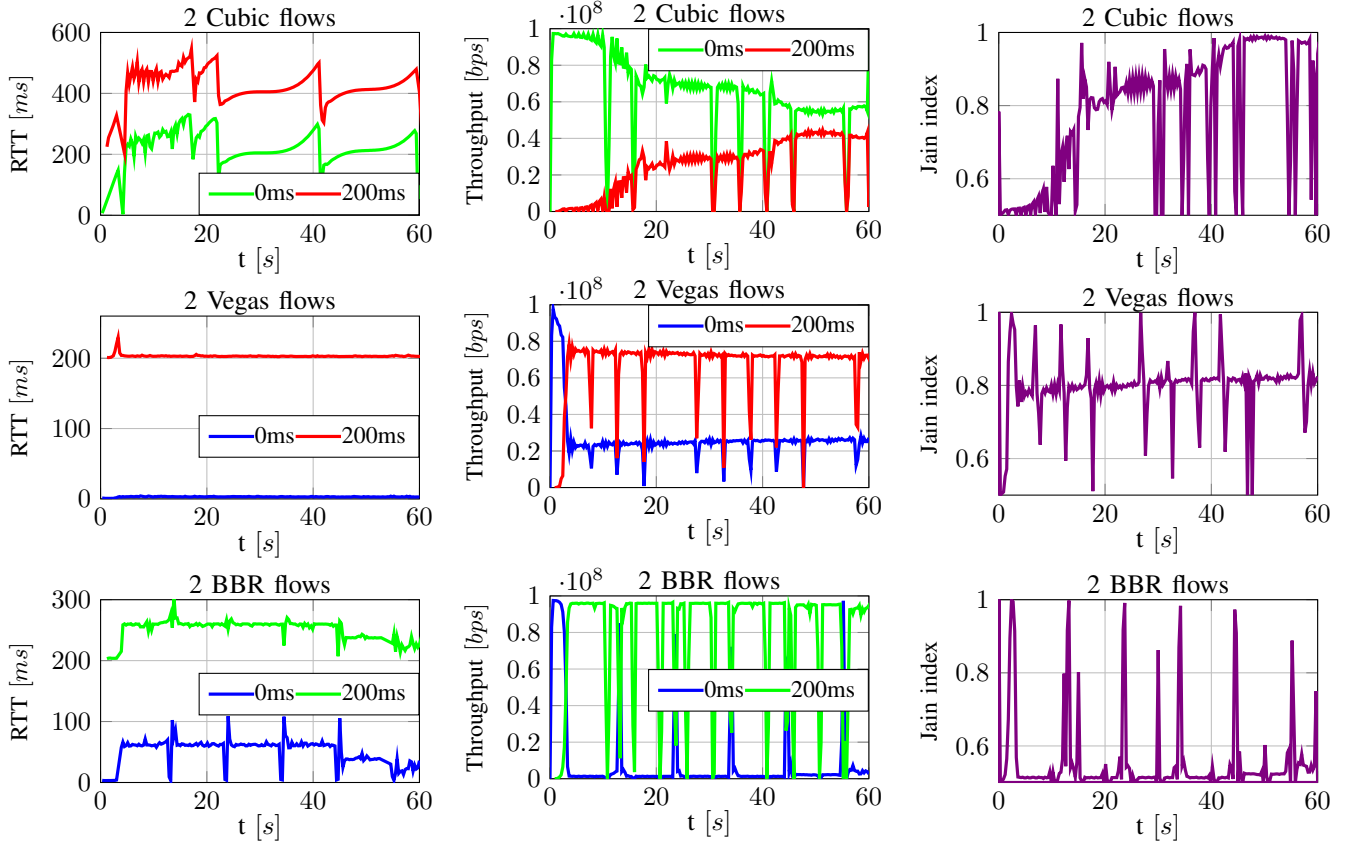 2 Cubic flows
RTT [ms]
600
400
200
0
0ms 200ms
0 20 40 60
t [s]
2 Cubic flows
·10^8
Throughput [bps]
1
0.8
0.6
0.4
0.2
0
0ms 200ms
0 20 40 60
t [s]
2 Cubic flows
Jain index
1
0.8
0.6
0 20 40 60
t [s]
2 Vegas flows
RTT [ms]
200
100
0
0ms 200ms
0 20 40 60
t [s]
2 Vegas flows
·10^8
Throughput [bps]
1
0.8
0.6
0.4
0.2
0
0ms 200ms
0 20 40 60
t [s]
2 Vegas flows
Jain index
1
0.8
0.6
0 20 40 60
t [s]
2 BBR flows
RTT [ms]
300
200
100
0
0ms 200ms
0 20 40 60
t [s]
2 BBR flows
·10^8
Throughput [bps]
1
0.8
0.6
0.4
0.2
0
0ms 200ms
0 20 40 60
t [s]
2 BBR flows
Jain index
1
0.8
0.6
0 20 40 60
t [s]